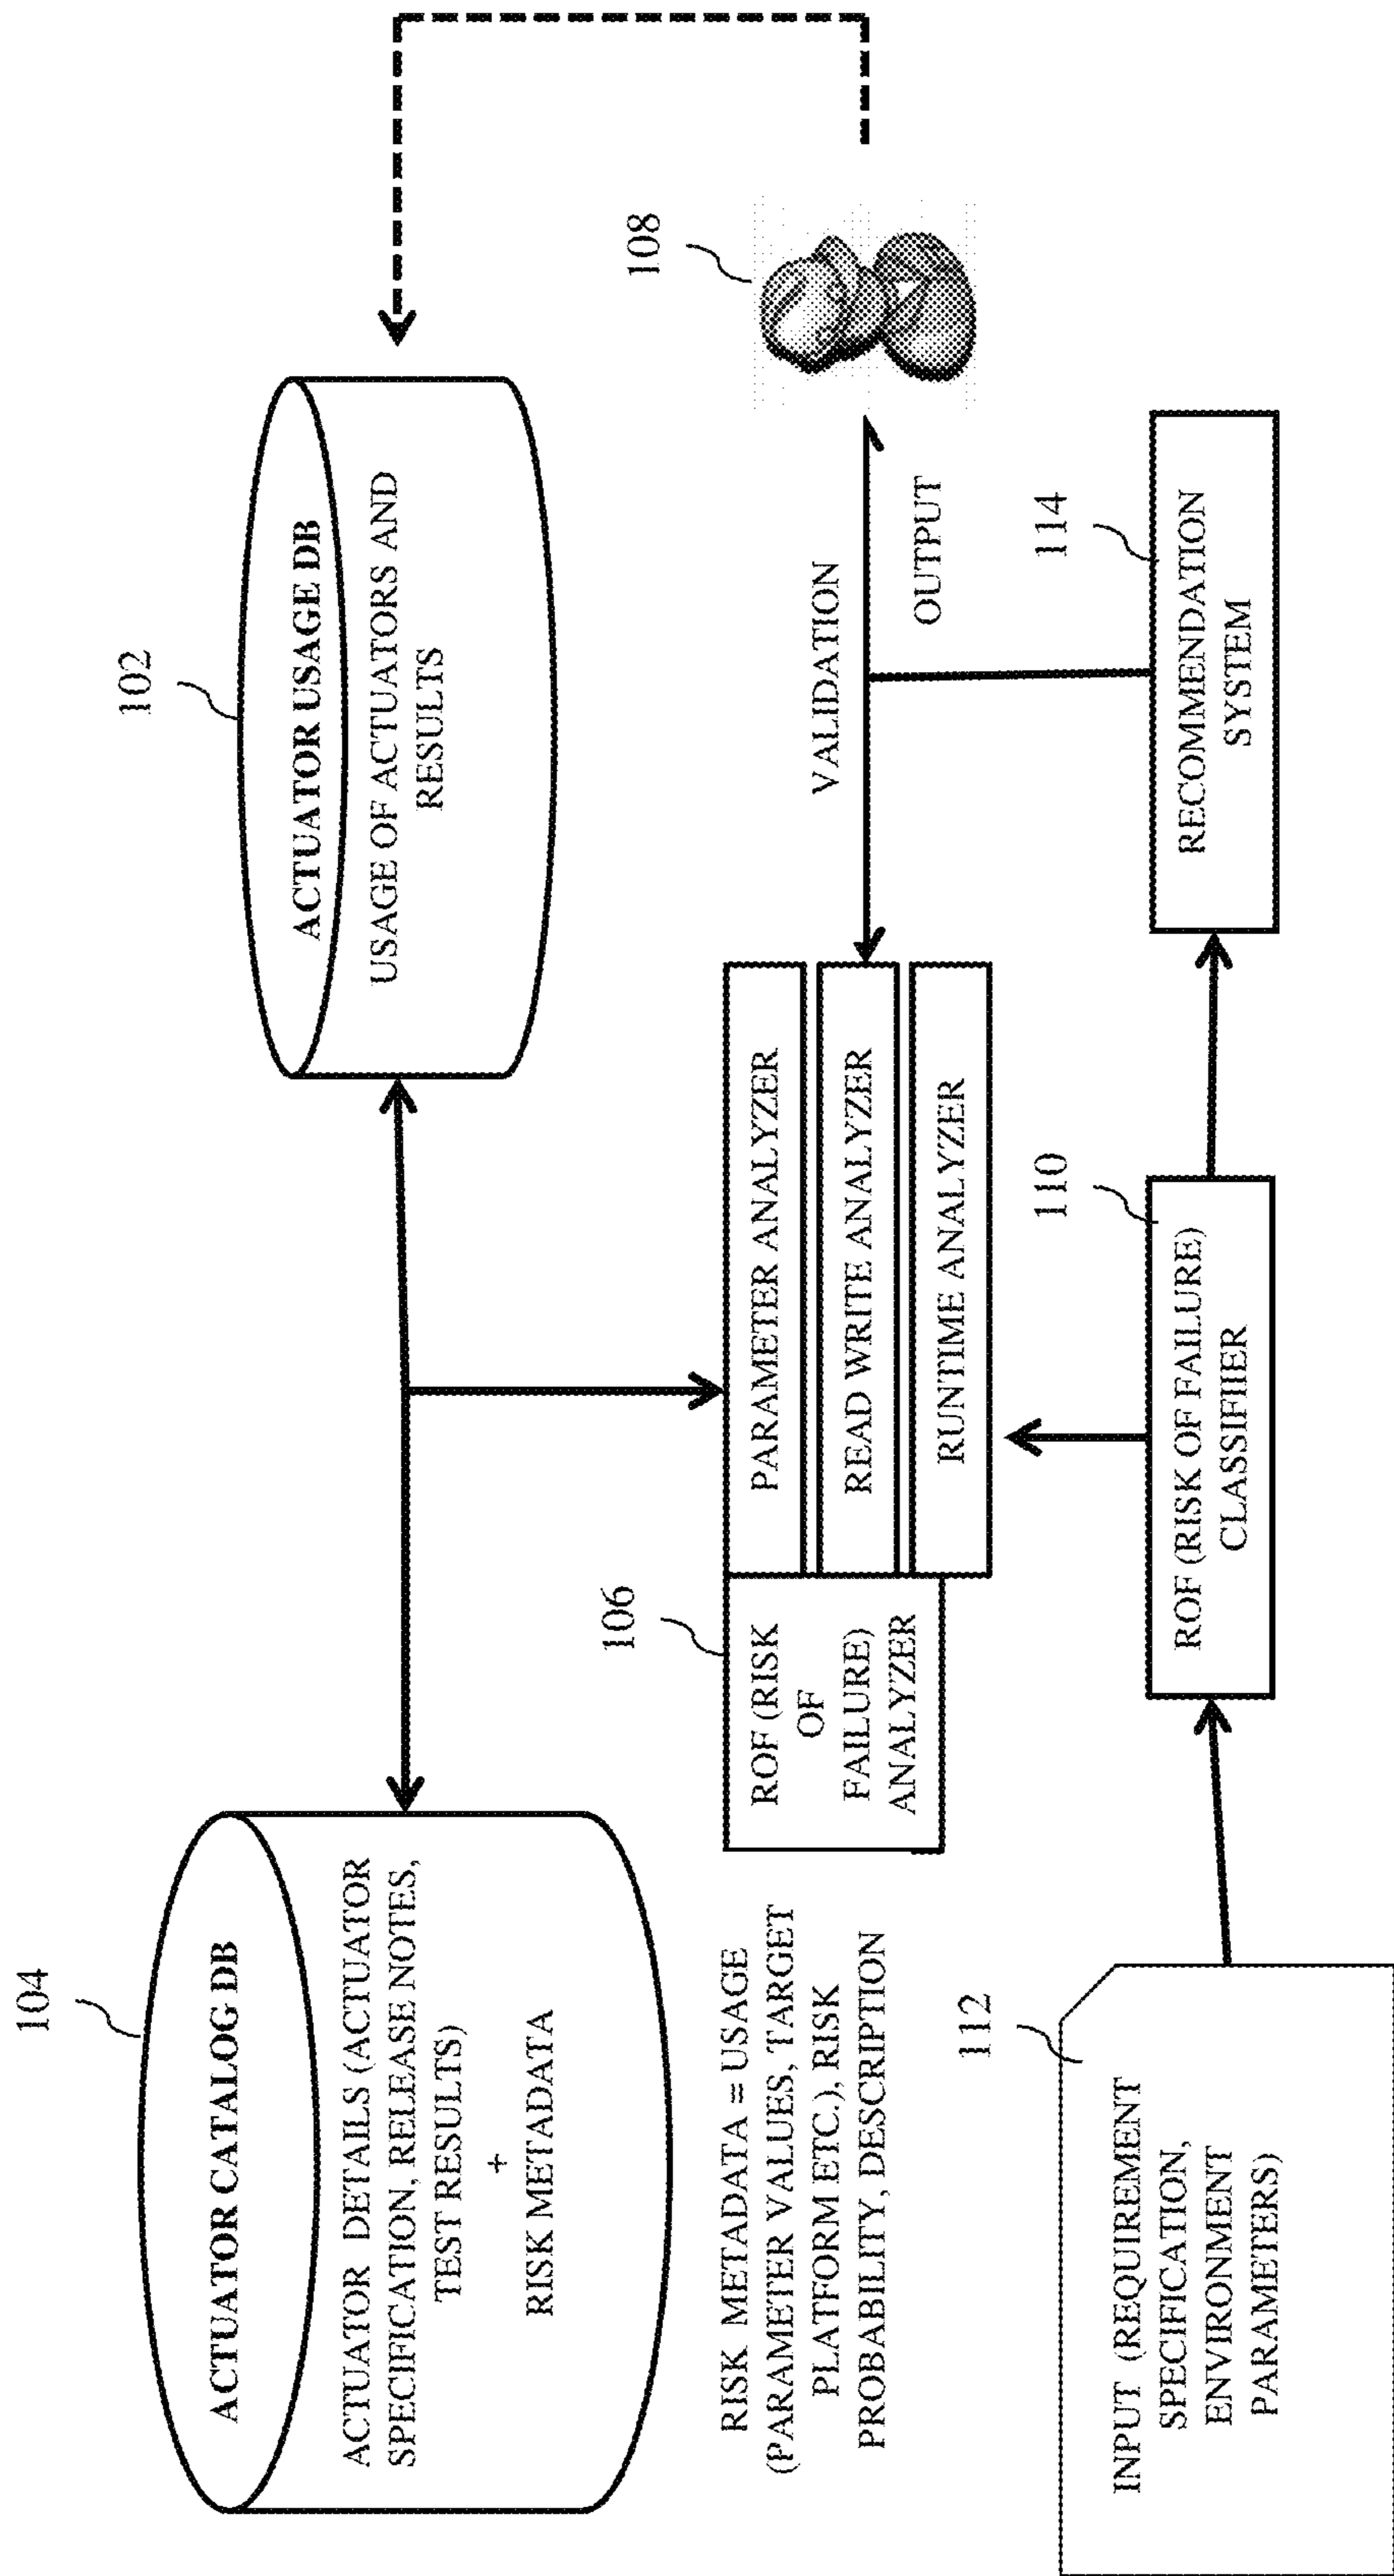 104
ACTUATOR CATALOG DB
ACTUATOR DETAILS (ACTUATOR
SPECIFICATION, RELEASE NOTES,
TEST RESULTS)
+
RISK METADATA
102
ACTUATOR USAGE DB
USAGE OF ACTUATORS AND
RESULTS
RISK METADATA = USAGE
(PARAMETER VALUES, TARGET
PLATFORM ETC.), RISK
PROBABILITY, DESCRIPTION
106
ROF (RISK
OF
FAILURE)
ANALYZER
PARAMETER ANALYZER
READ WRITE ANALYZER
RUNTIME ANALYZER
VALIDATION
OUTPUT
108
112
INPUT (REQUIREMENT
SPECIFICATION,
ENVIRONMENT
PARAMETERS)
110
ROF (RISK OF FAILURE)
CLASSIFIIER
114
RECOMMENDATION
SYSTEM